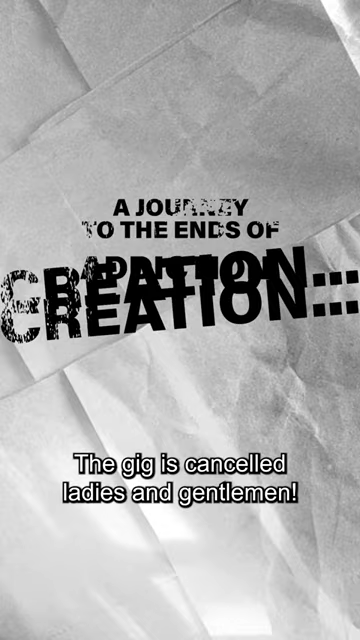 A JOURNEY
TO THE ENDS OF
CREATION:::
The gig is cancelled
ladies and gentlemen!